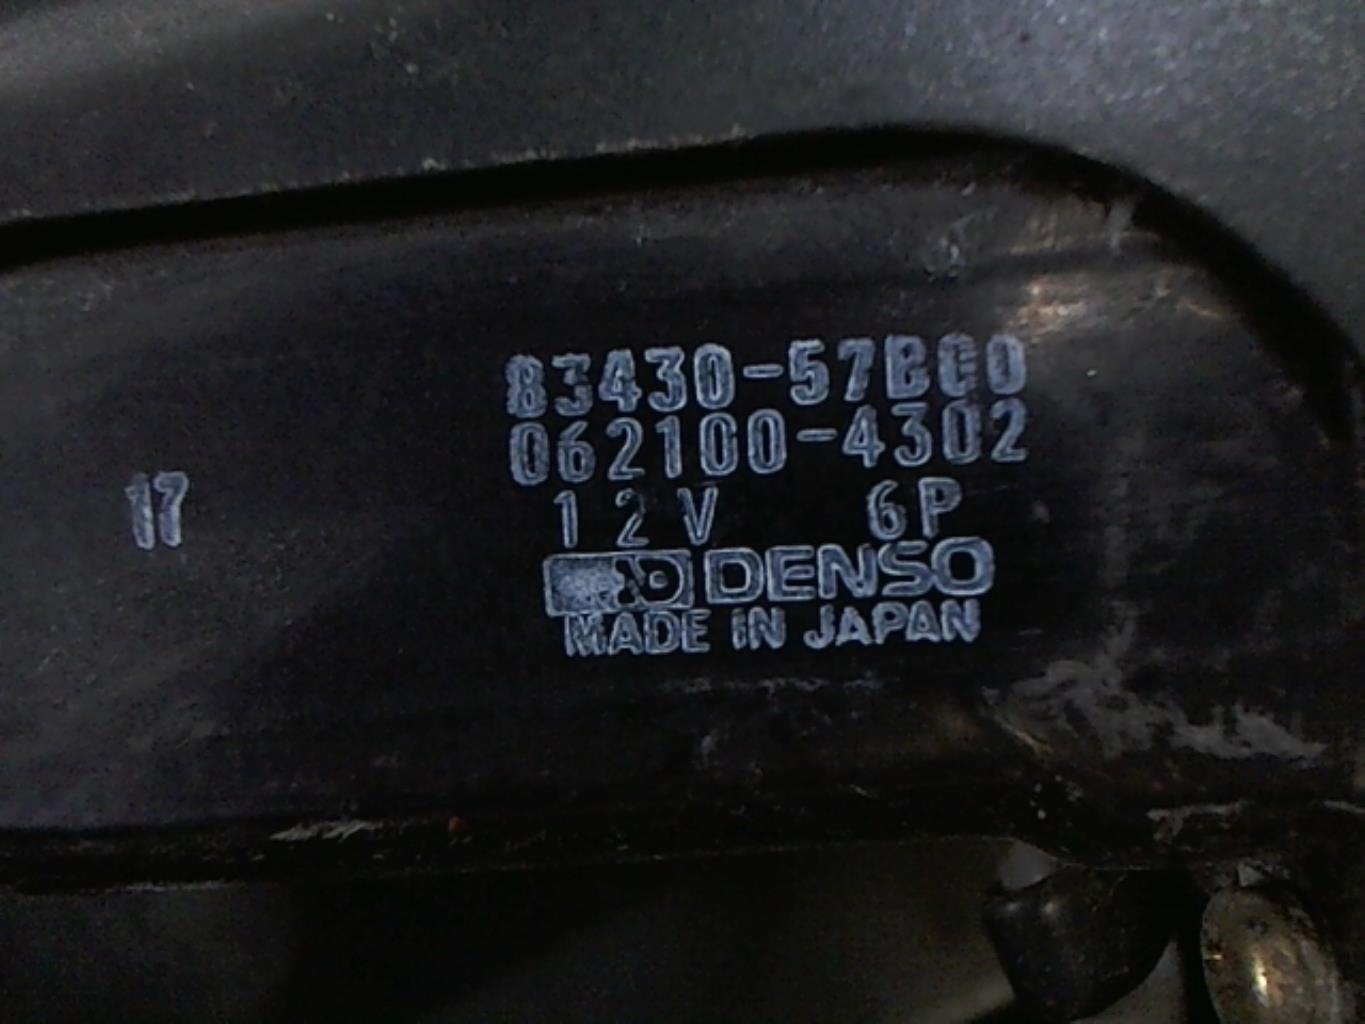 83430-57BG0
062100-4302
17
12V 6P
DENSO
MADE IN JAPAN